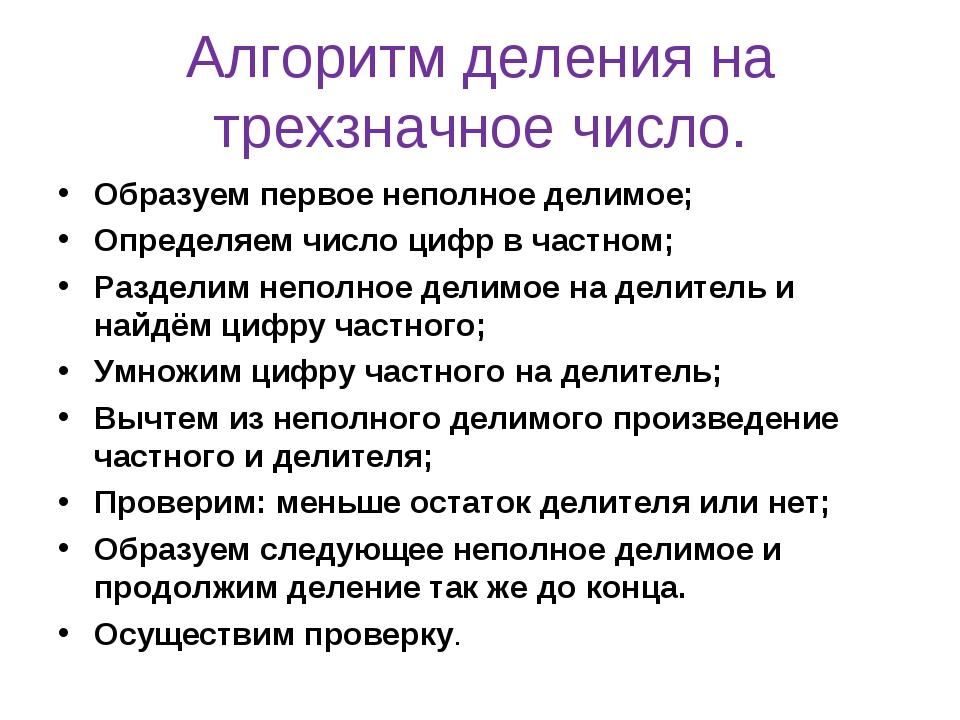 Алгоритм деления на
трехзначное число.
• Образуем первое неполное делимое;
• Определяем число цифр в частном;
• Разделим неполное делимое на делитель и
найдём цифру частного;
• Умножим цифру частного на делитель;
• Вычтем из неполного делимого произведение
частного и делителя;
• Проверим: меньше остаток делителя или нет;
• Образуем следующее неполное делимое и
продолжим деление так же до конца.
• Осуществим проверку.